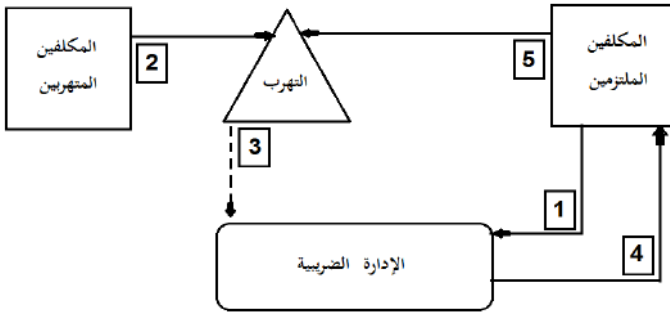 المكلفين
الملتزمين
5
التهرب
2
المكلفين
المتهربين
3
1
4
الإدارة الضريبية